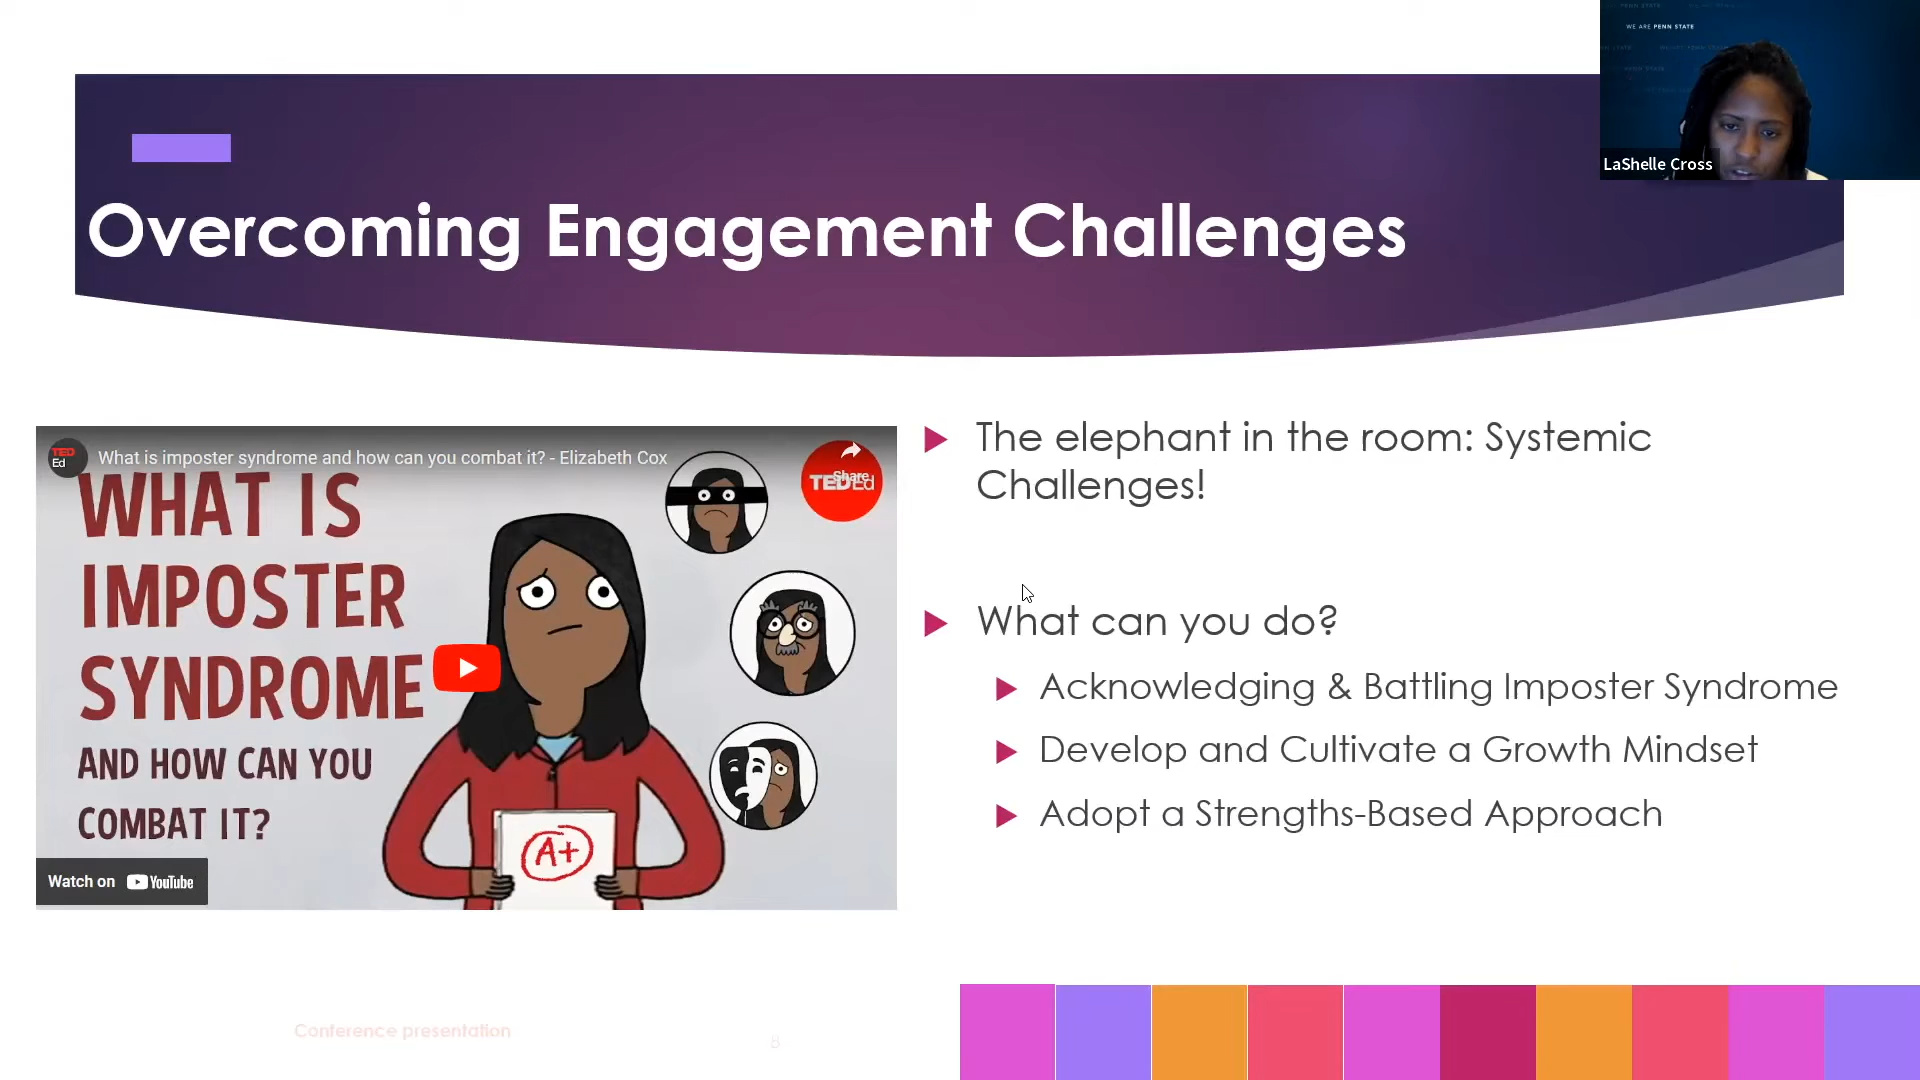 WE ARE PENN STATE
LaShelle Cross
Overcoming Engagement Challenges
TED
Ed
What is imposter syndrome and how can you combat it? - Elizabeth Cox
Share
TEDEd
WHAT IS
IMPOSTER
SYNDROME
AND HOW CAN YOU
COMBAT IT?
A+
Watch on YouTube
The elephant in the room: Systemic
Challenges!
What can you do?
Acknowledging & Battling Imposter Syndrome
Develop and Cultivate a Growth Mindset
Adopt a Strengths-Based Approach
Conference presentation
8